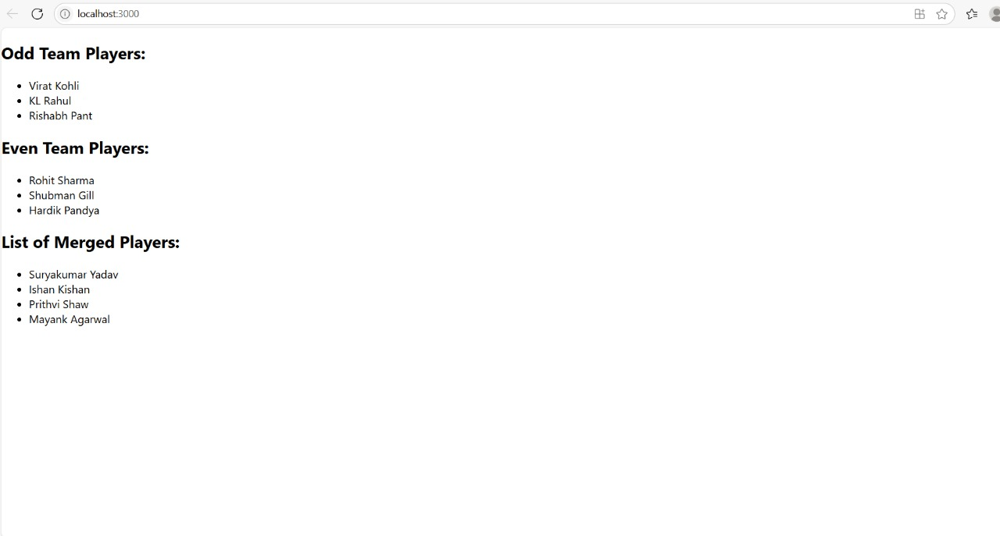 localhost:3000
Odd Team Players:
Virat Kohli
KL Rahul
Rishabh Pant
Even Team Players:
Rohit Sharma
Shubman Gill
Hardik Pandya
List of Merged Players:
Suryakumar Yadav
Ishan Kishan
Prithvi Shaw
Mayank Agarwal